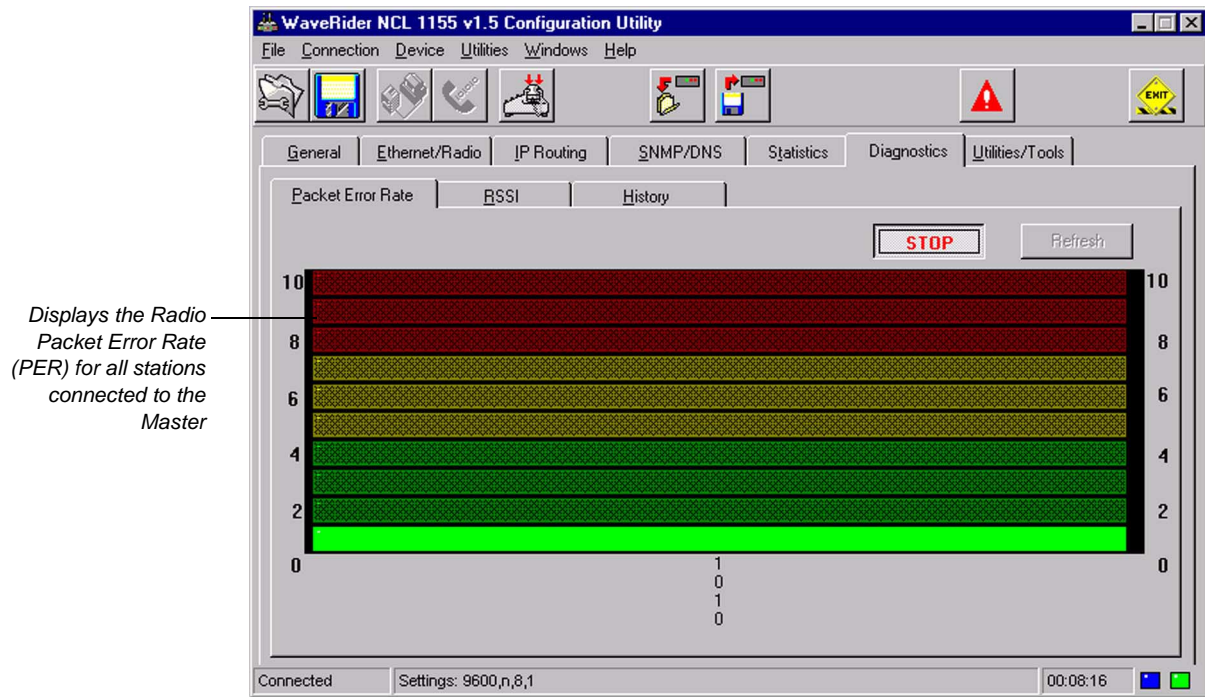 WaveRider NCL 1155 v1.5 Configuration Utility
File Connection Device Utilities Windows Help
EXIT
General Ethernet/Radio IP Routing SNMP/DNS Statistics Diagnostics Utilities/Tools
Packet Error Rate RSSI History
STOP Refresh
10 10
Displays the Radio
Packet Error Rate
(PER) for all stations
connected to the
Master
8 8
6 6
4 4
2 2
0 0
1
0
1
0
Connected Settings: 9600,n,8,1 00:08:16